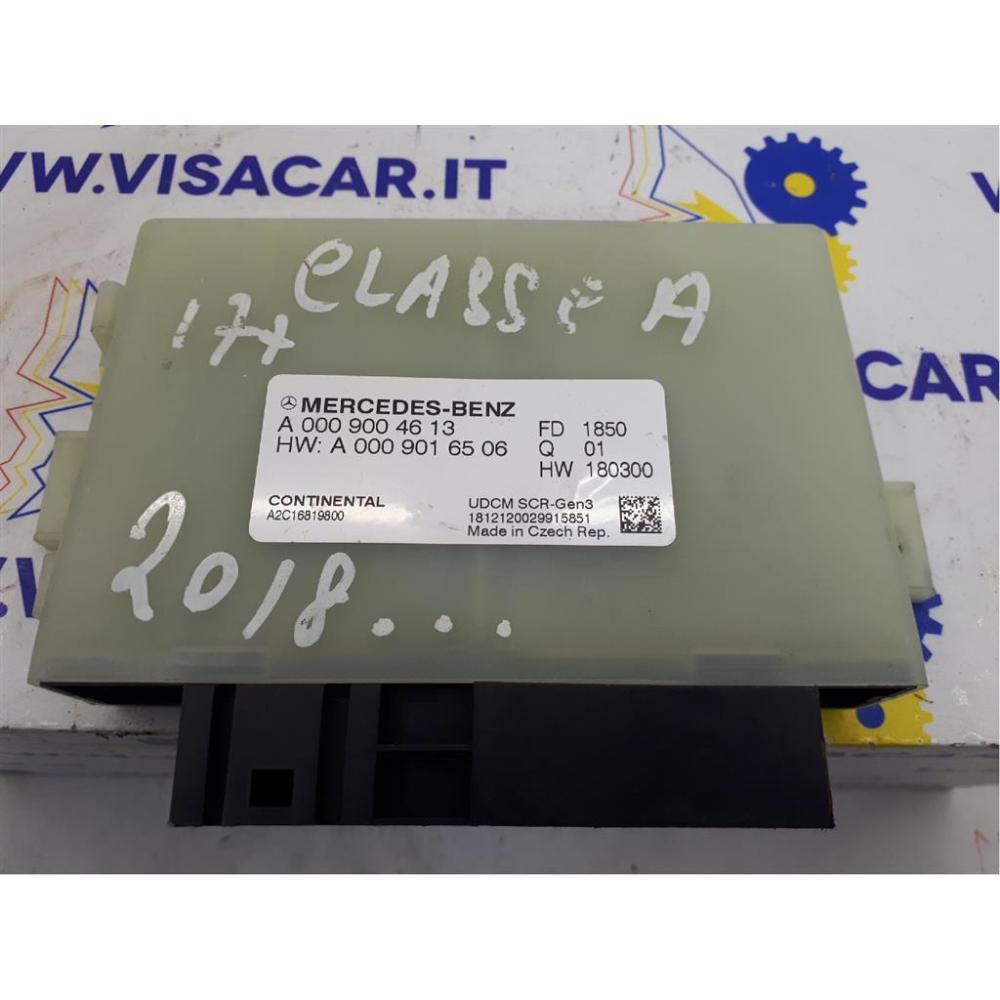 WW.VISACAR.IT
CLASSE A
177
CAR.
MERCEDES-BENZ
A 000 900 46 13
HW: A 000 901 65 06
FD 1850
Q 01
HW 180300
CONTINENTAL
A2C16819800
UDCM SCR-Gen3
1812120029915851
Made in Czech Rep.
2018...